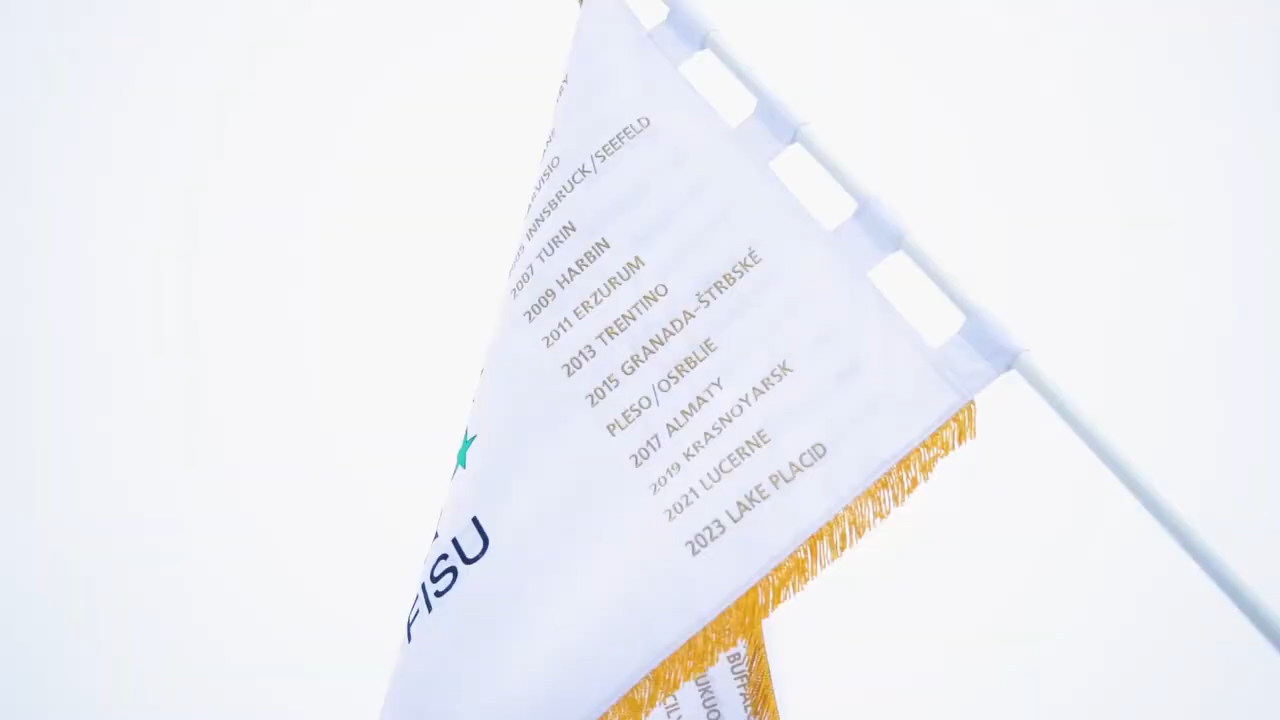 INNSBRUCK/SEEFELD
2007 TURIN
2009 HARBIN
2011 ERZURUM
2013 TRENTINO
2015 GRANADA–ŠTRBSKÉ
PLESO/OSRBLIE
2017 ALMATY
2019 KRASNOYARSK
2021 LUCERNE
2023 LAKE PLACID
FISU